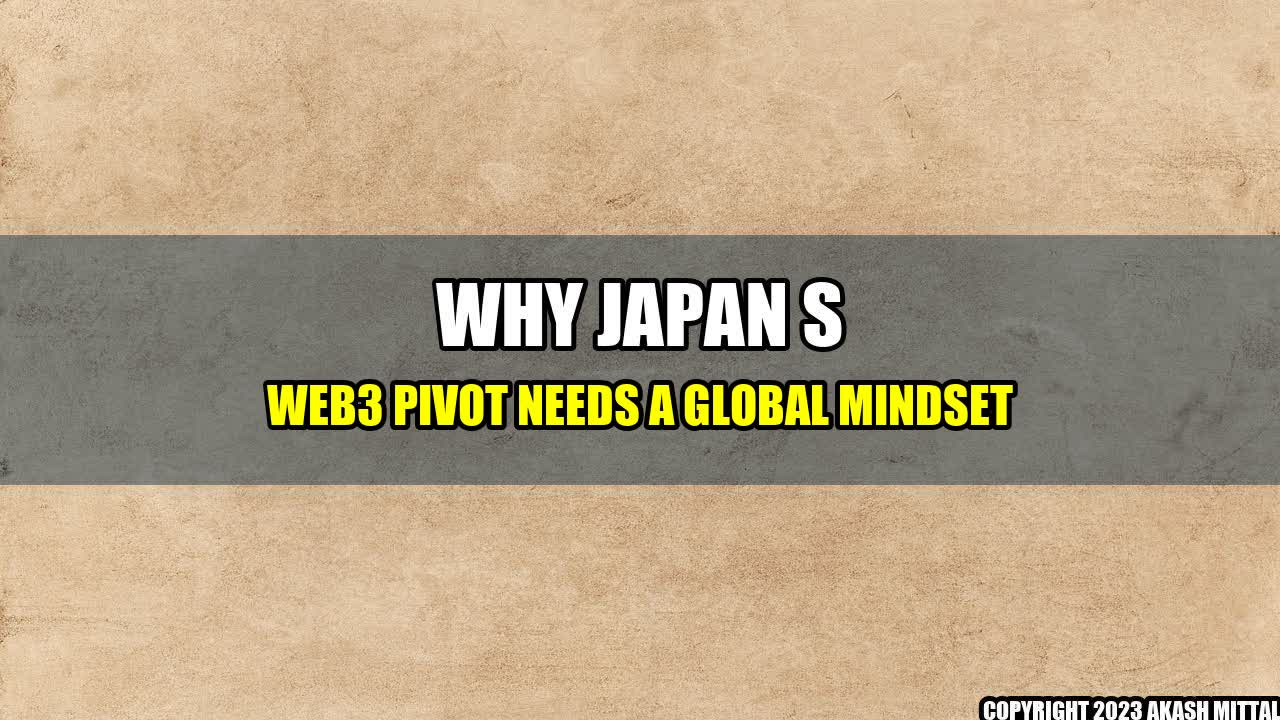 WHY JAPAN S
WEB3 PIVOT NEEDS A GLOBAL MINDSET
COPYRIGHT 2023 AKASH MITTAL